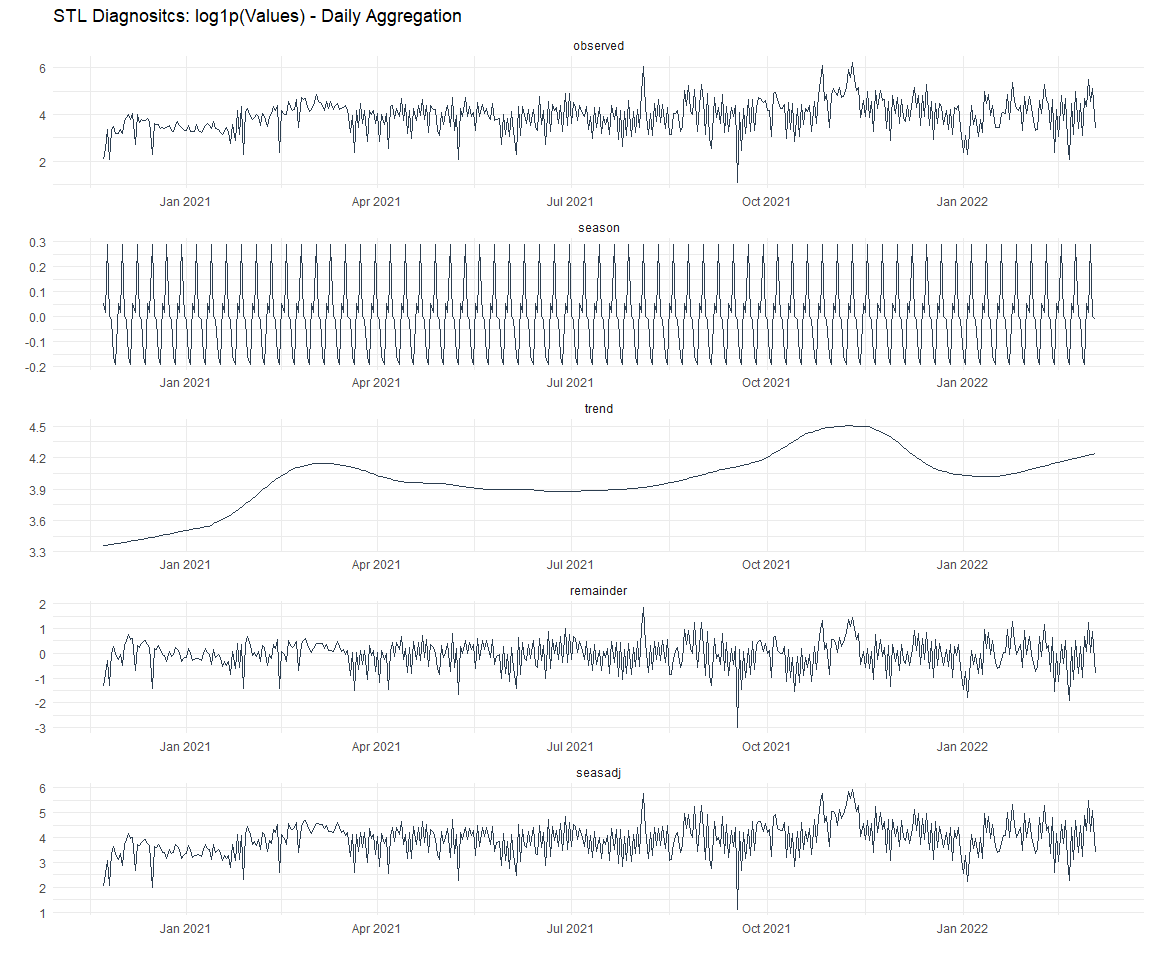 STL Diagnositcs: log1p(Values) - Daily Aggregation
observed
6
4
2
Jan 2021 Apr 2021 Jul 2021 Oct 2021 Jan 2022
season
0.3
0.2
0.1
0.0
-0.1
-0.2
Jan 2021 Apr 2021 Jul 2021 Oct 2021 Jan 2022
trend
4.5
4.2
3.9
3.6
3.3
Jan 2021 Apr 2021 Jul 2021 Oct 2021 Jan 2022
remainder
2
1
0
-1
-2
-3
Jan 2021 Apr 2021 Jul 2021 Oct 2021 Jan 2022
seasadj
6
5
4
3
2
1
Jan 2021 Apr 2021 Jul 2021 Oct 2021 Jan 2022